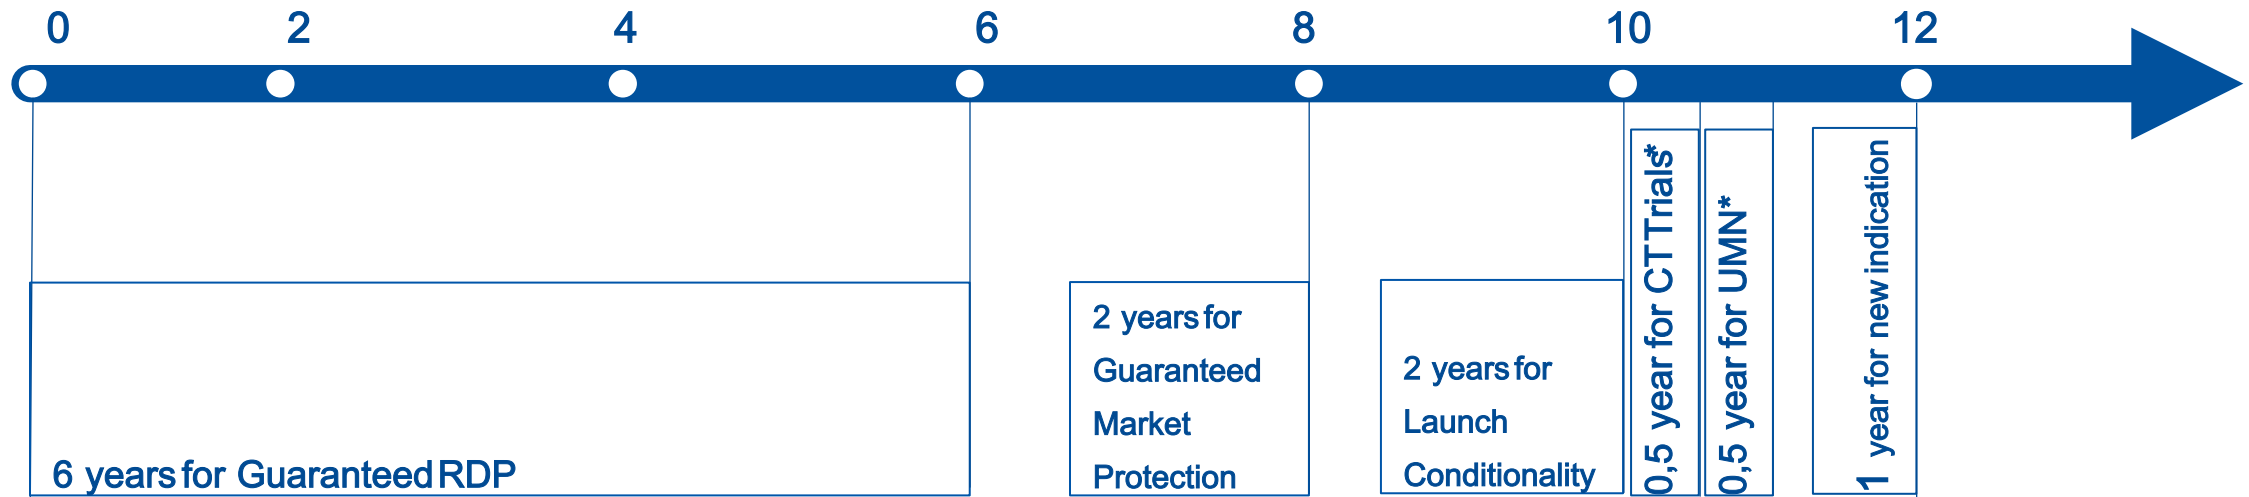 0 2 4 6 8 10 12
6 years for Guaranteed RDP
2 years for
Guaranteed
Market
Protection
2 years for
Launch
Conditionality
0,5 year for CT Trials*
0,5 year for UMN*
1 year for new indication